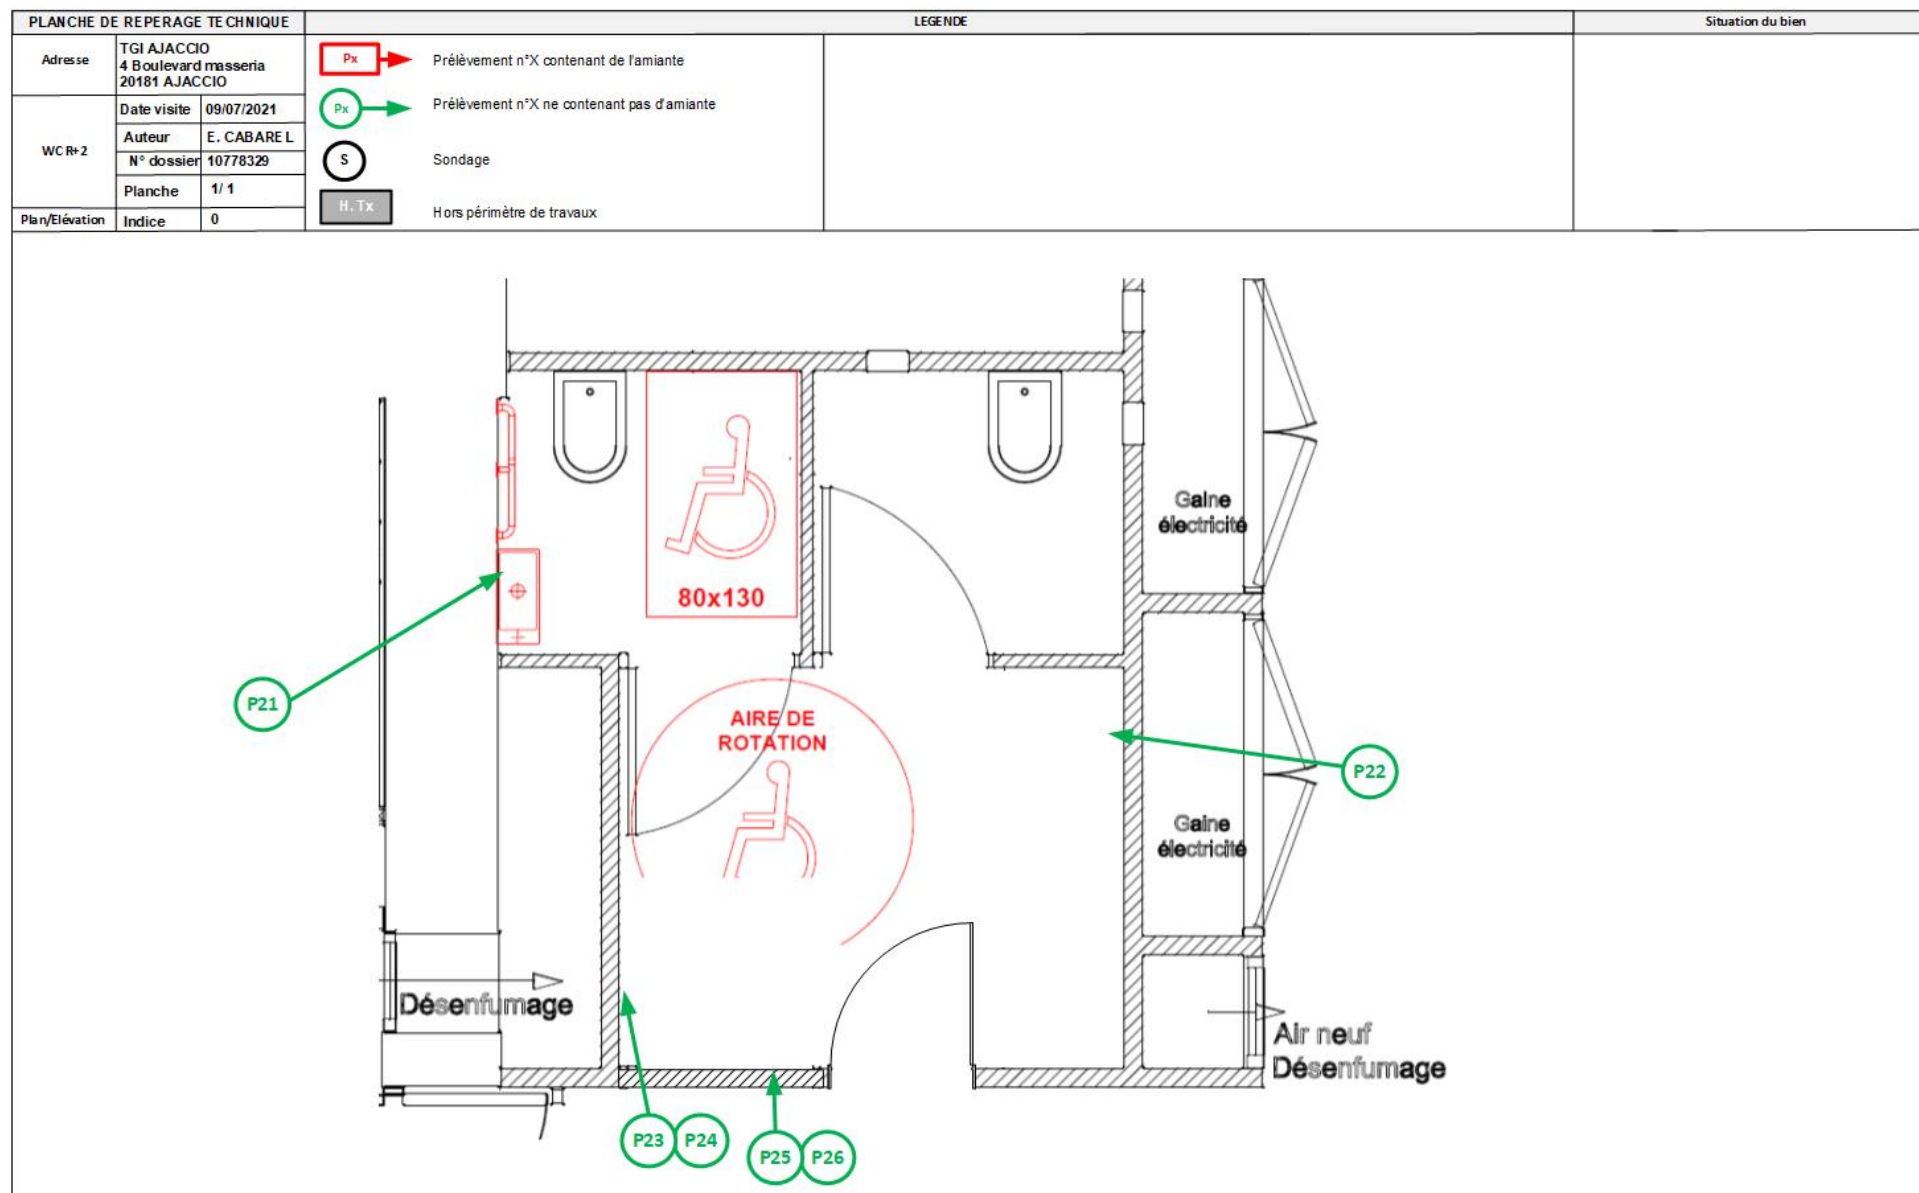 PLANCHE DE REPERAGE TECHNIQUE
LEGENDE
Situation du bien
Adresse
TGI AJACCIO
4 Boulevard masseria
20181 AJACCIO
WC R+2
Date visite 09/07/2021
Auteur E. CABAREL
N° dossier 10778329
Planche 1/ 1
Plan/Elévation
Indice 0
Px Prélèvement n°X contenant de l'amiante
Px Prélèvement n°X ne contenant pas d'amiante
S Sondage
H.Tx Hors périmètre de travaux
Gaine
électricité
80x130
P21
AIRE DE
ROTATION
P22
Gaine
électricité
Désenfumage
Air neuf
Désenfumage
P23 P24
P25 P26